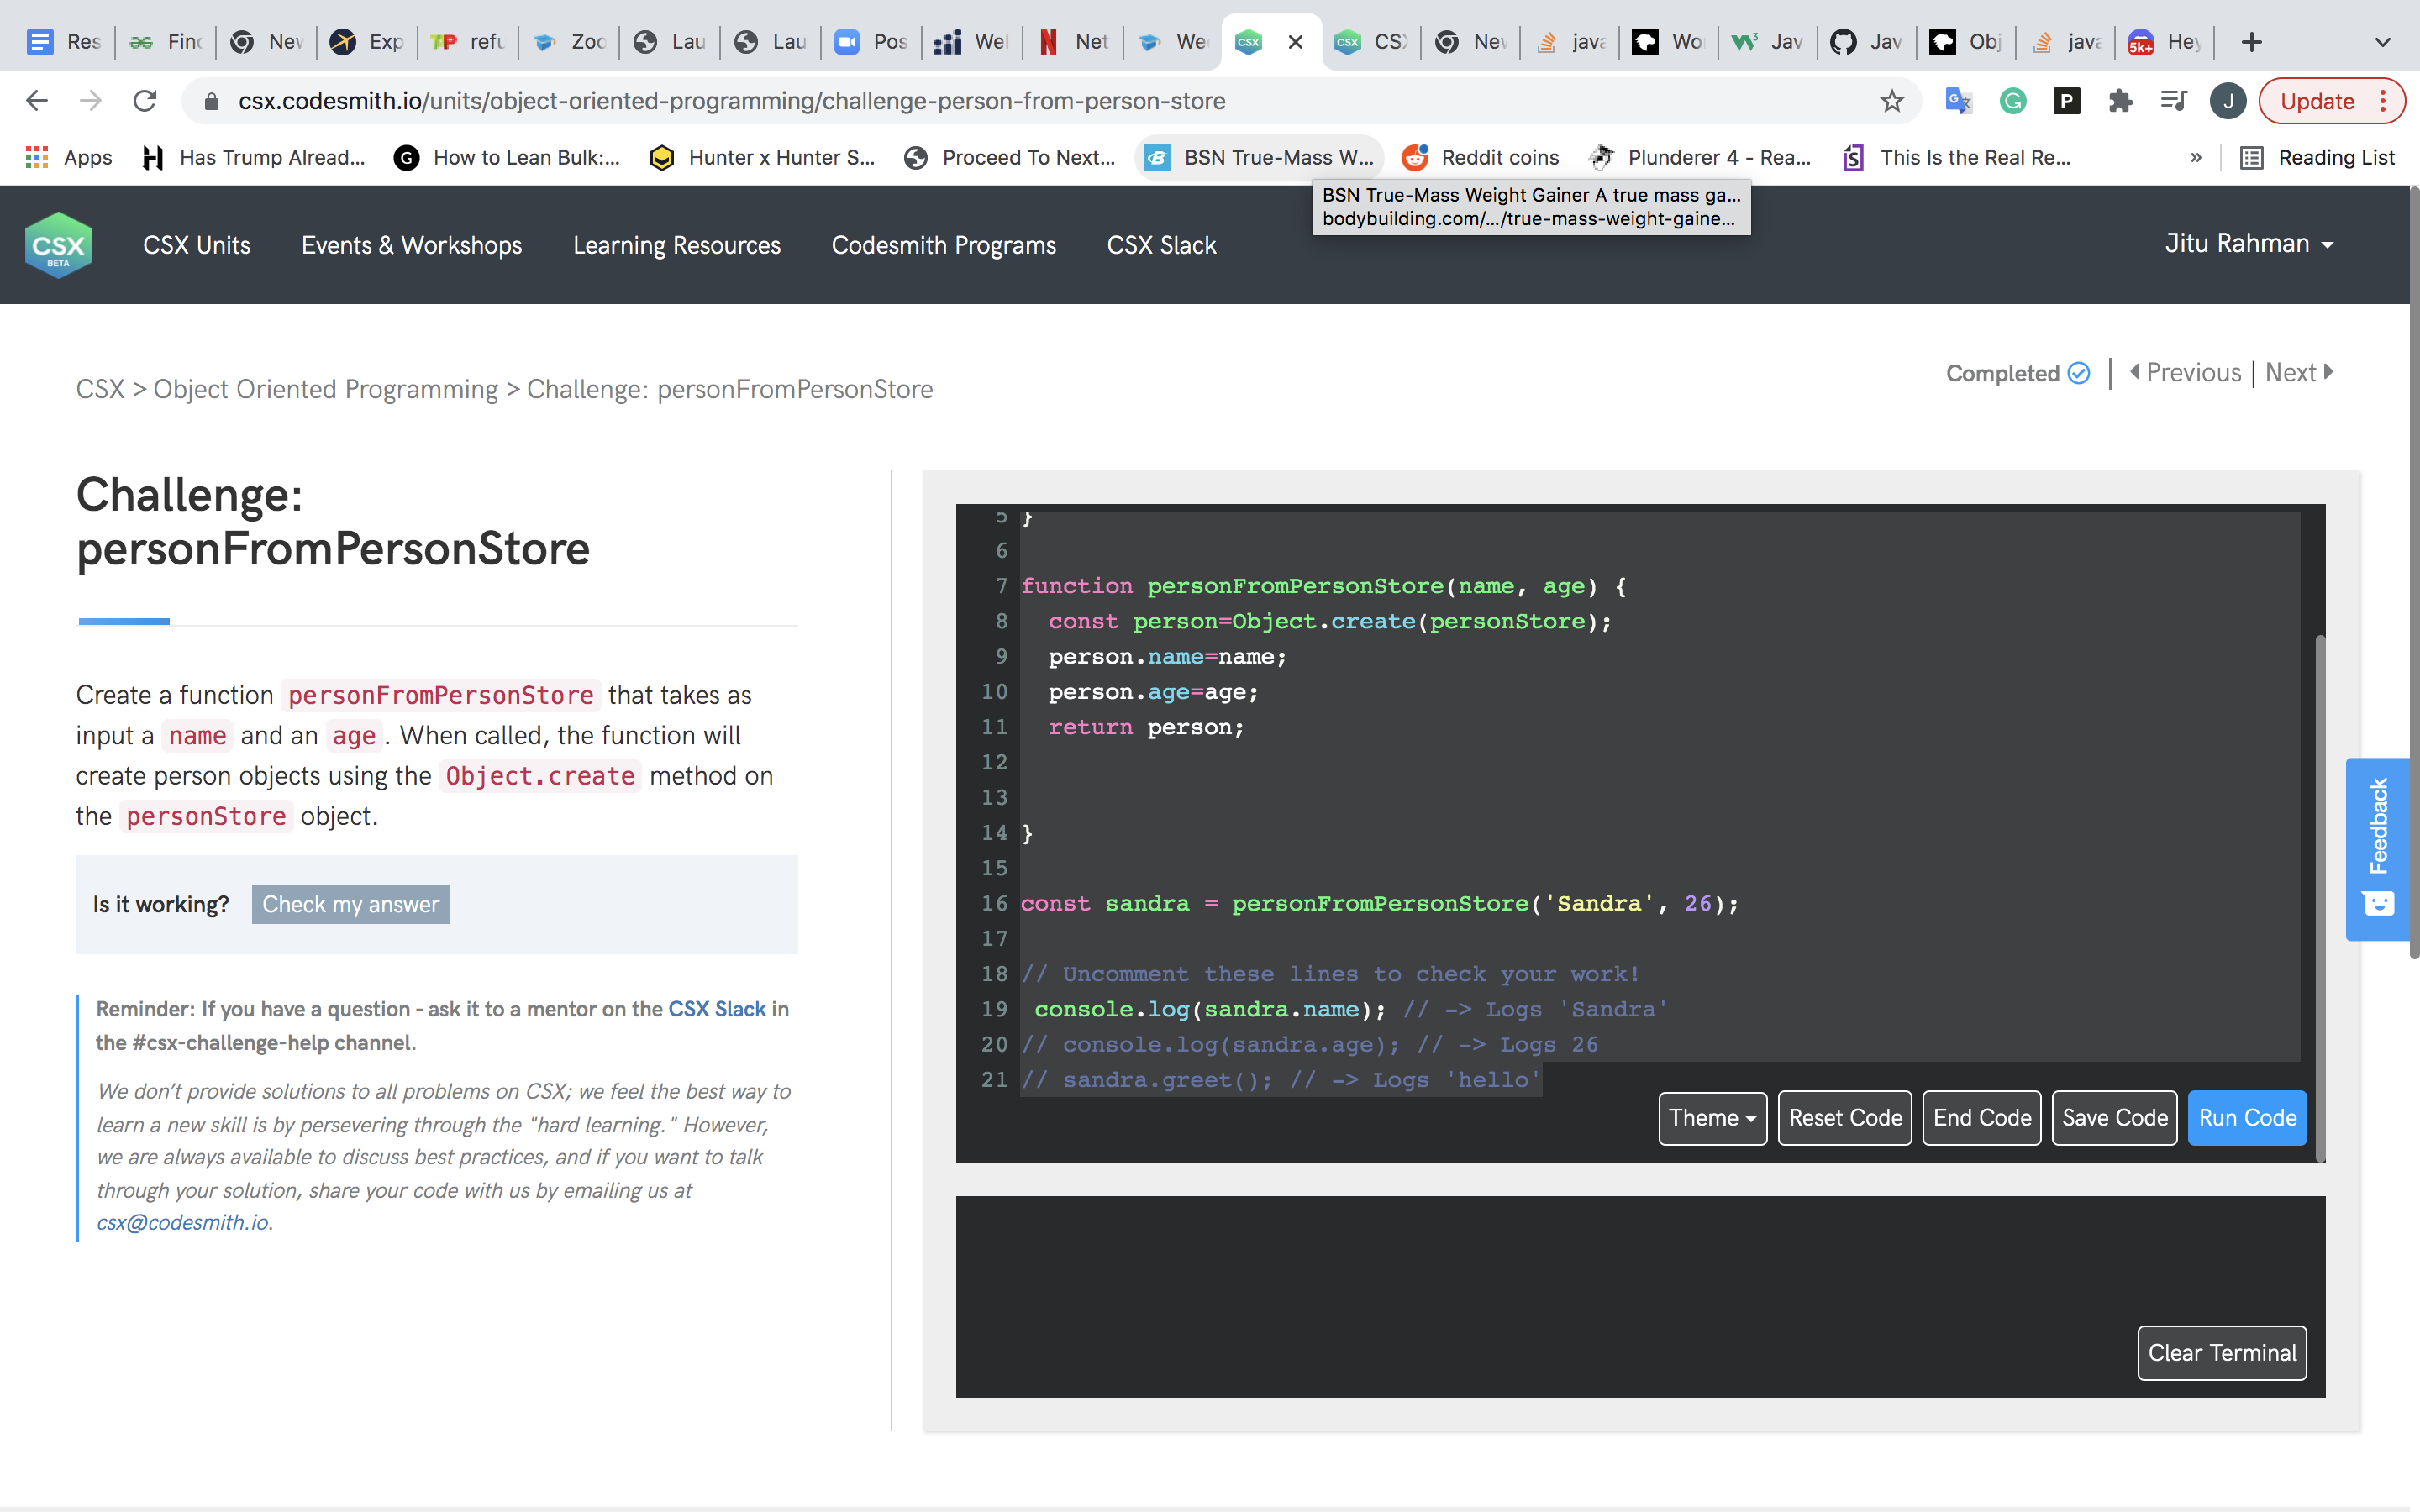 Res
Find
New
Exp
TP refu
Zoo
Lau
Lau
Pos
Wel
N Net
We
CSX
CSX CSX
New
java
Wo
Jav
Jav
Obj
java
5k+ Hey
csx.codesmith.io/units/object-oriented-programming/challenge-person-from-person-store
G
P
J
Update
Apps
Has Trump Alread...
G How to Lean Bulk:...
Hunter x Hunter S...
Proceed To Next...
BSN True-Mass W...
Reddit coins
Plunderer 4 - Rea...
This Is the Real Re...
»
Reading List
BSN True-Mass Weight Gainer A true mass ga...
bodybuilding.com/.../true-mass-weight-gaine...
CSX
BETA
CSX Units
Events & Workshops
Learning Resources
Codesmith Programs
CSX Slack
Jitu Rahman
CSX > Object Oriented Programming > Challenge: personFromPersonStore
Completed
Previous | Next
Challenge:
personFromPersonStore
Create a function personFromPersonStore that takes as
input a name and an age. When called, the function will
create person objects using the Object.create method on
the personStore object.
Is it working?
Check my answer
Reminder: If you have a question - ask it to a mentor on the CSX Slack in
the #csx-challenge-help channel.
We don't provide solutions to all problems on CSX; we feel the best way to
learn a new skill is by persevering through the "hard learning." However,
we are always available to discuss best practices, and if you want to talk
through your solution, share your code with us by emailing us at
csx@codesmith.io.
5 }
6
7 function personFromPersonStore(name, age) {
8 const person=Object.create(personStore);
9 person.name=name;
10 person.age=age;
11 return person;
12
13
14 }
15
16 const sandra = personFromPersonStore('Sandra', 26);
17
18 // Uncomment these lines to check your work!
19 console.log(sandra.name); // -> Logs 'Sandra'
20 // console.log(sandra.age); // -> Logs 26
21 // sandra.greet(); // -> Logs 'hello'
Theme
Reset Code
End Code
Save Code
Run Code
Clear Terminal
Feedback